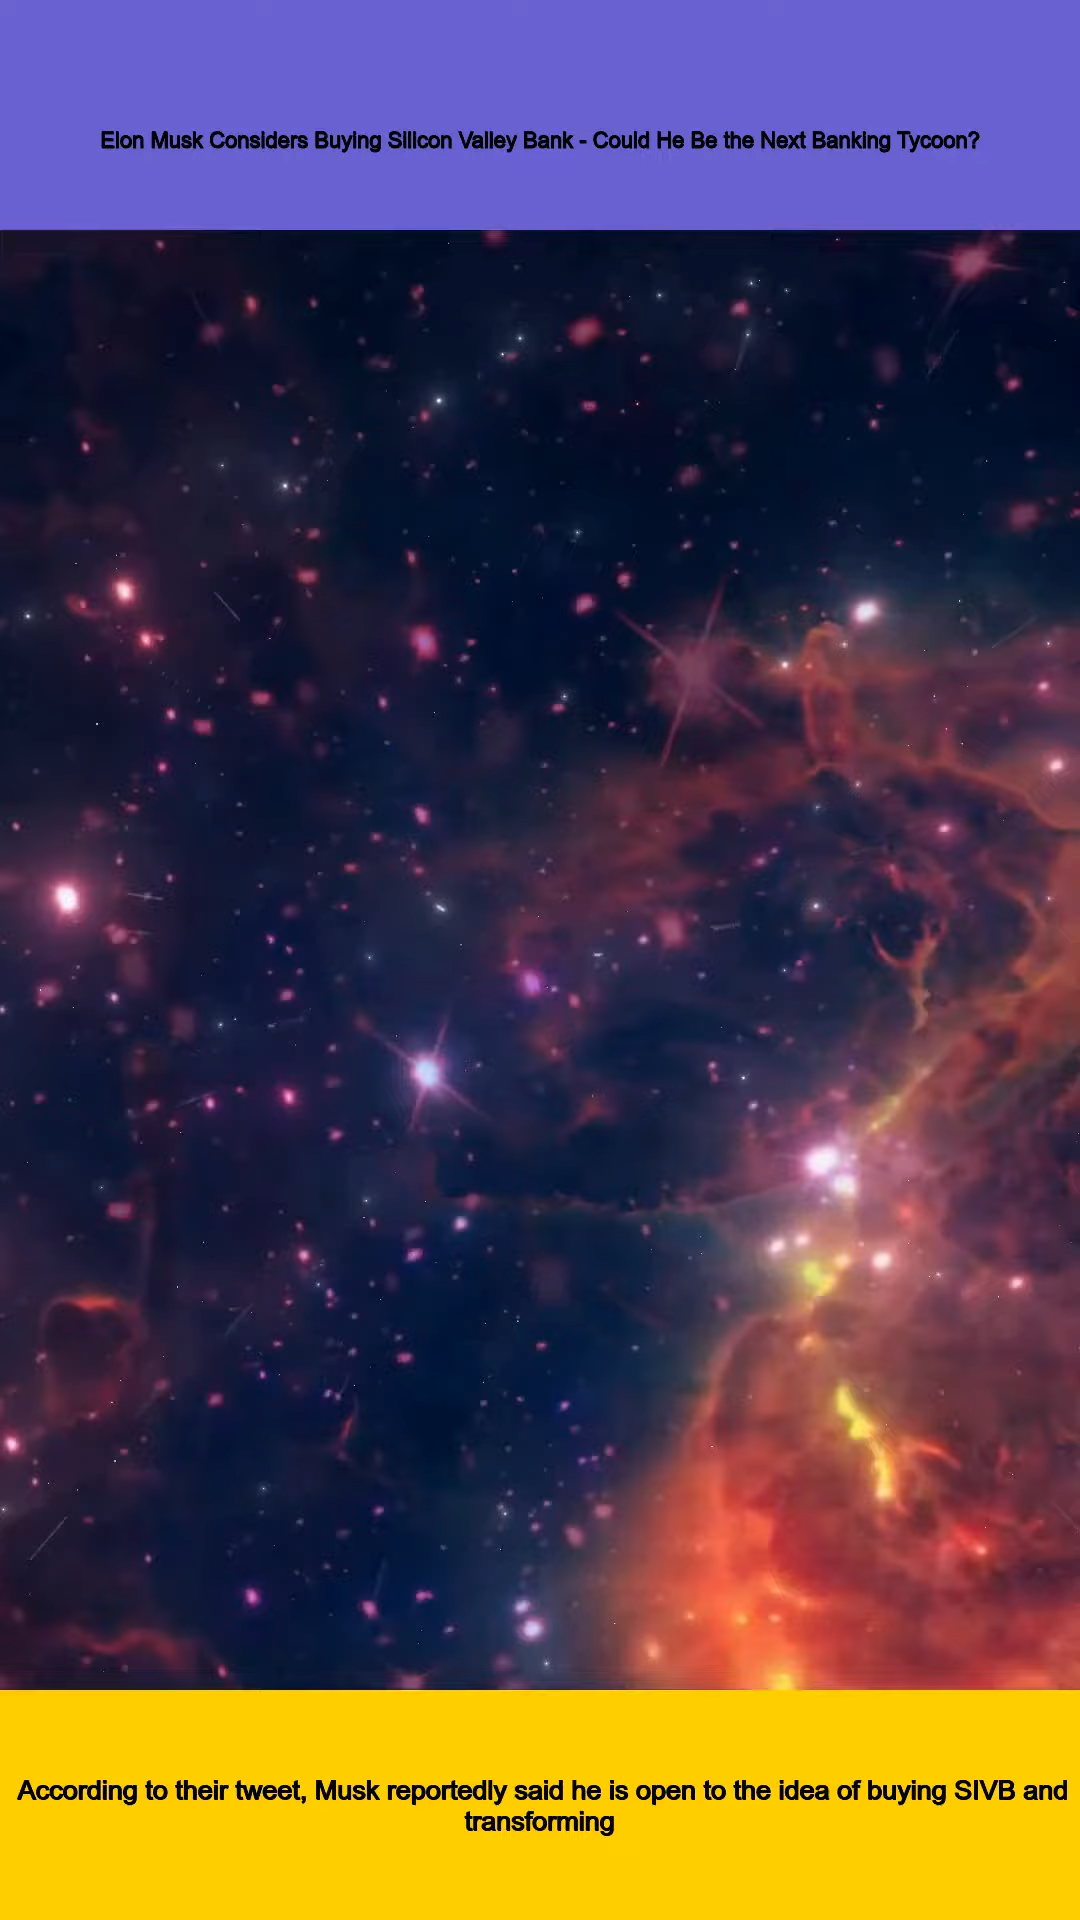 Elon Musk Considers Buying Silicon Valley Bank - Could He Be the Next Banking Tycoon?
According to their tweet, Musk reportedly said he is open to the idea of buying SIVB and
transforming